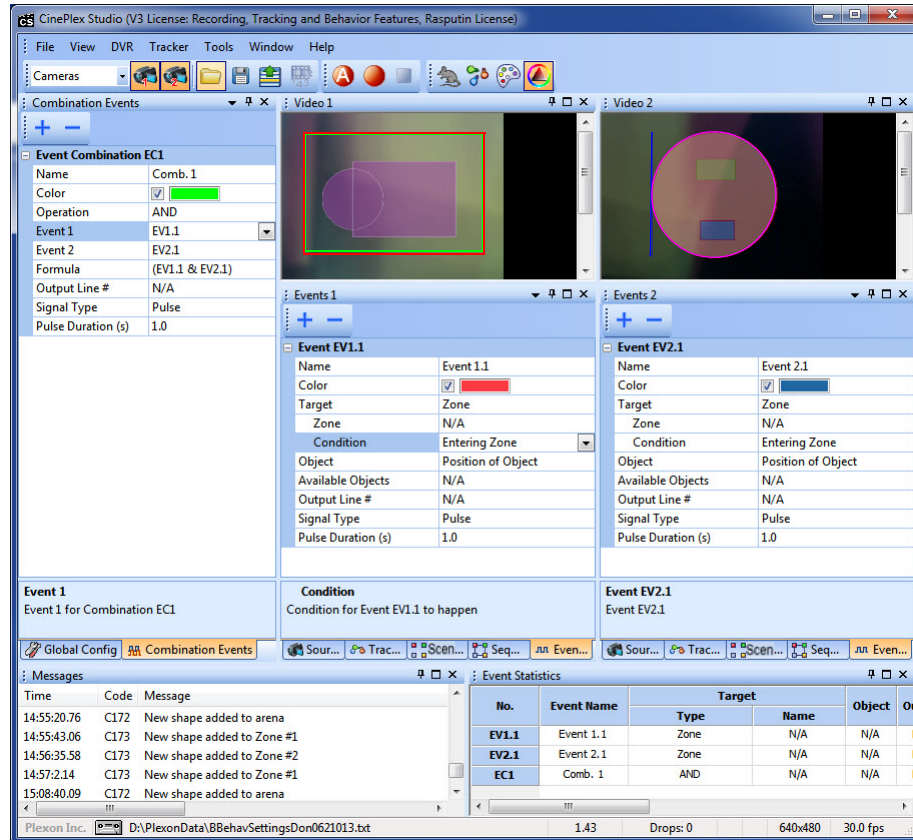 CinePlex Studio (V3 License: Recording, Tracking and Behavior Features, Rasputin License)
File View DVR Tracker Tools Window Help
Cameras
Combination Events
Event Combination EC1
Name Comb. 1
Color
Operation AND
Event 1 EV1.1
Event 2 EV2.1
Formula (EV1.1 & EV2.1)
Output Line # N/A
Signal Type Pulse
Pulse Duration (s) 1.0
Event 1
Event 1 for Combination EC1
Global Config Combination Events
Video 1
Events 1
Event EV1.1
Name Event 1.1
Color
Target Zone
Zone N/A
Condition Entering Zone
Object Position of Object
Available Objects N/A
Output Line # N/A
Signal Type Pulse
Pulse Duration (s) 1.0
Condition
Condition for Event EV1.1 to happen
Sour... Trac... Scen... Seq... Even...
Video 2
Events 2
Event EV2.1
Name Event 2.1
Color
Target Zone
Zone N/A
Condition Entering Zone
Object Position of Object
Available Objects N/A
Output Line # N/A
Signal Type Pulse
Pulse Duration (s) 1.0
Event EV2.1
Event EV2.1
Sour... Trac... Scen... Seq... Even...
Messages
Time Code Message
14:55:20.76 C172 New shape added to arena
14:55:43.06 C173 New shape added to Zone #1
14:56:35.58 C173 New shape added to Zone #2
14:57:2.14 C173 New shape added to Zone #1
15:08:40.09 C172 New shape added to arena
Event Statistics
No. Event Name Target Object
Type Name
EV1.1 Event 1.1 Zone N/A N/A
EV2.1 Event 2.1 Zone N/A N/A
EC1 Comb. 1 AND N/A N/A
Plexon Inc. D:\PlexonData\BBehavSettingsDon0621013.txt 1.43 Drops: 0 640x480 30.0 fps